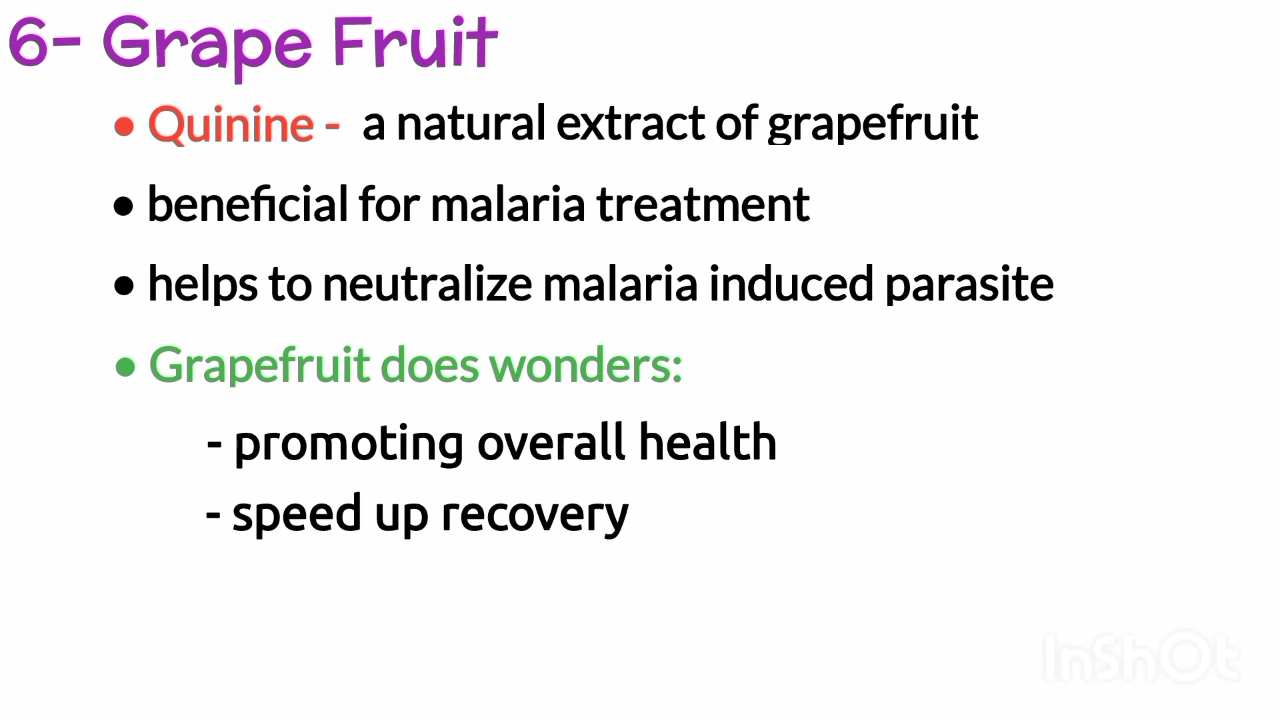 6- Grape Fruit
• Quinine - a natural extract of grapefruit
• beneficial for malaria treatment
• helps to neutralize malaria induced parasite
• Grapefruit does wonders:
- promoting overall health
- speed up recovery
InShOt